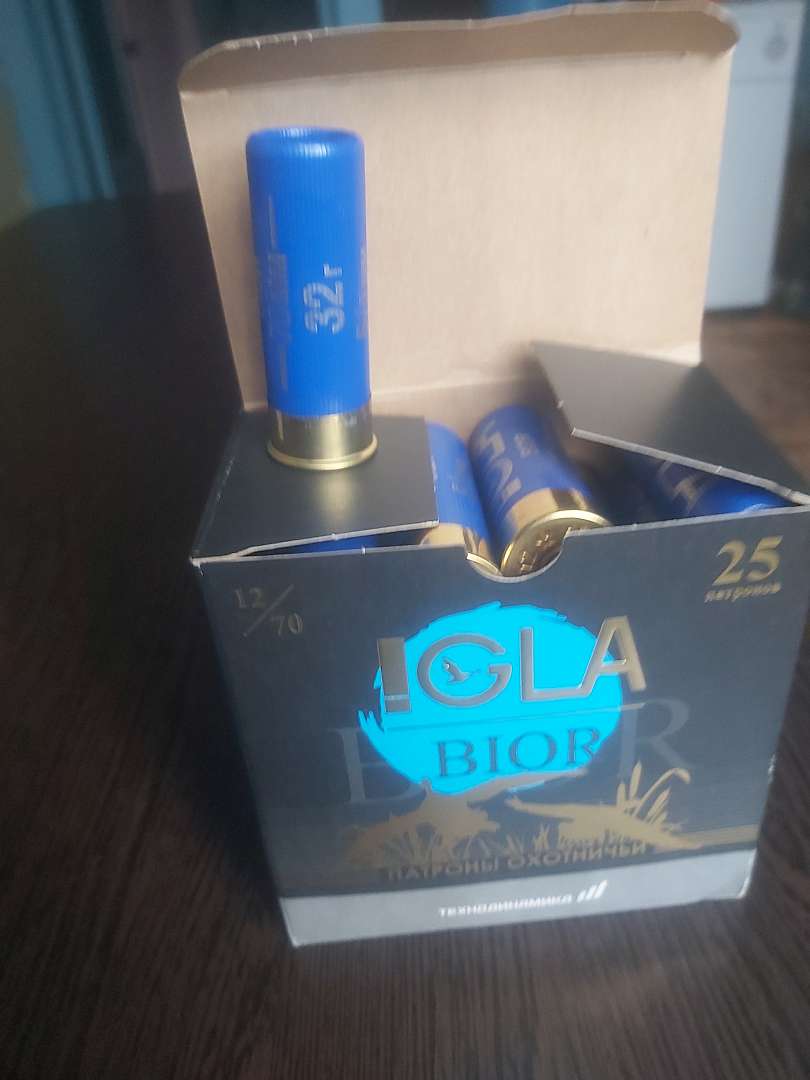 32 г
12/70
25
патронов
IGLA
BIOR
ПАТРОНЫ ОХОТНИЧЬИ
ТЕХНОДИНАМИКА